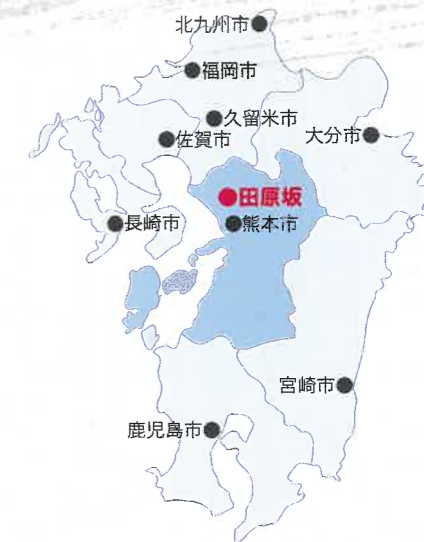 北九州市
福岡市
久留米市
佐賀市
大分市
田原坂
長崎市
熊本市
宮崎市
鹿児島市